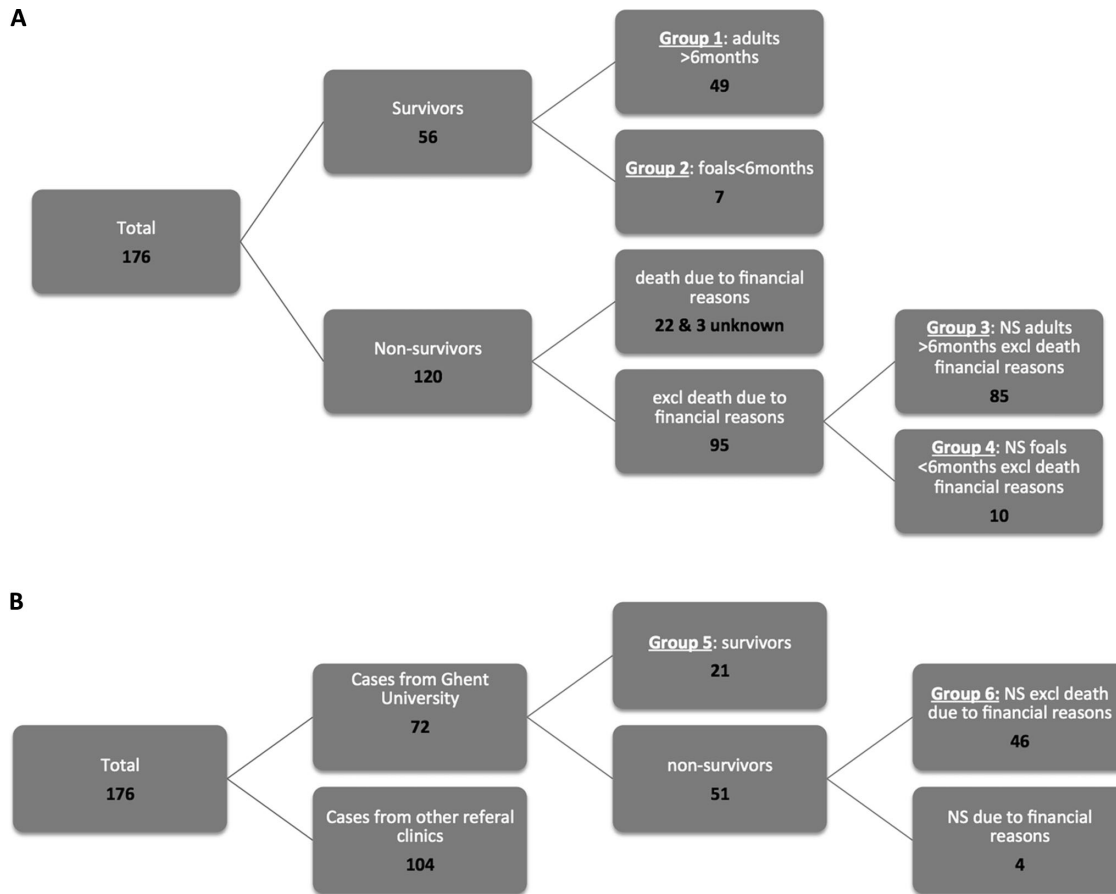 A
Total
176
Survivors
56
Non-survivors
120
Group 1: adults
>6months
49
Group 2: foals<6months
7
death due to financial
reasons
22 & 3 unknown
excl death due to
financial reasons
95
Group 3: NS adults
>6months excl death
financial reasons
85
Group 4: NS foals
<6months excl death
financial reasons
10
B
Total
176
Cases from Ghent
University
72
Cases from other referal
clinics
104
Group 5: survivors
21
non-survivors
51
Group 6: NS excl death
due to financial reasons
46
NS due to financial
reasons
4